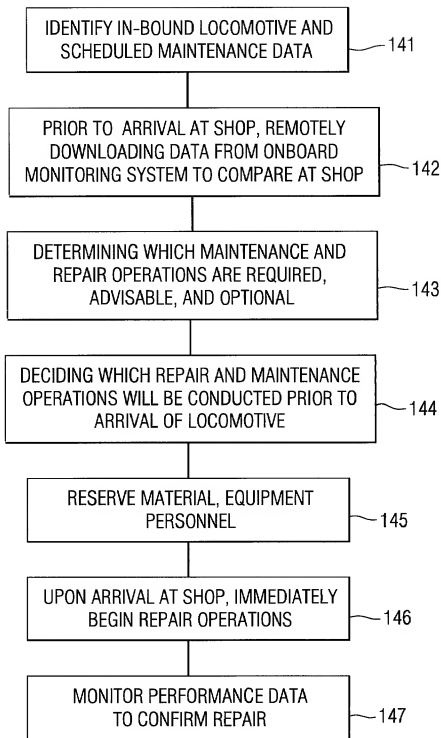 IDENTIFY IN-BOUND LOCOMOTIVE AND
SCHEDULED MAINTENANCE DATA
141
PRIOR TO ARRIVAL AT SHOP, REMOTELY
DOWNLOADING DATA FROM ONBOARD
MONITORING SYSTEM TO COMPARE AT SHOP
142
DETERMINING WHICH MAINTENANCE AND
REPAIR OPERATIONS ARE REQUIRED,
ADVISABLE, AND OPTIONAL
143
DECIDING WHICH REPAIR AND MAINTENANCE
OPERATIONS WILL BE CONDUCTED PRIOR TO
ARRIVAL OF LOCOMOTIVE
144
RESERVE MATERIAL, EQUIPMENT
PERSONNEL
145
UPON ARRIVAL AT SHOP, IMMEDIATELY
BEGIN REPAIR OPERATIONS
146
MONITOR PERFORMANCE DATA
TO CONFIRM REPAIR
147